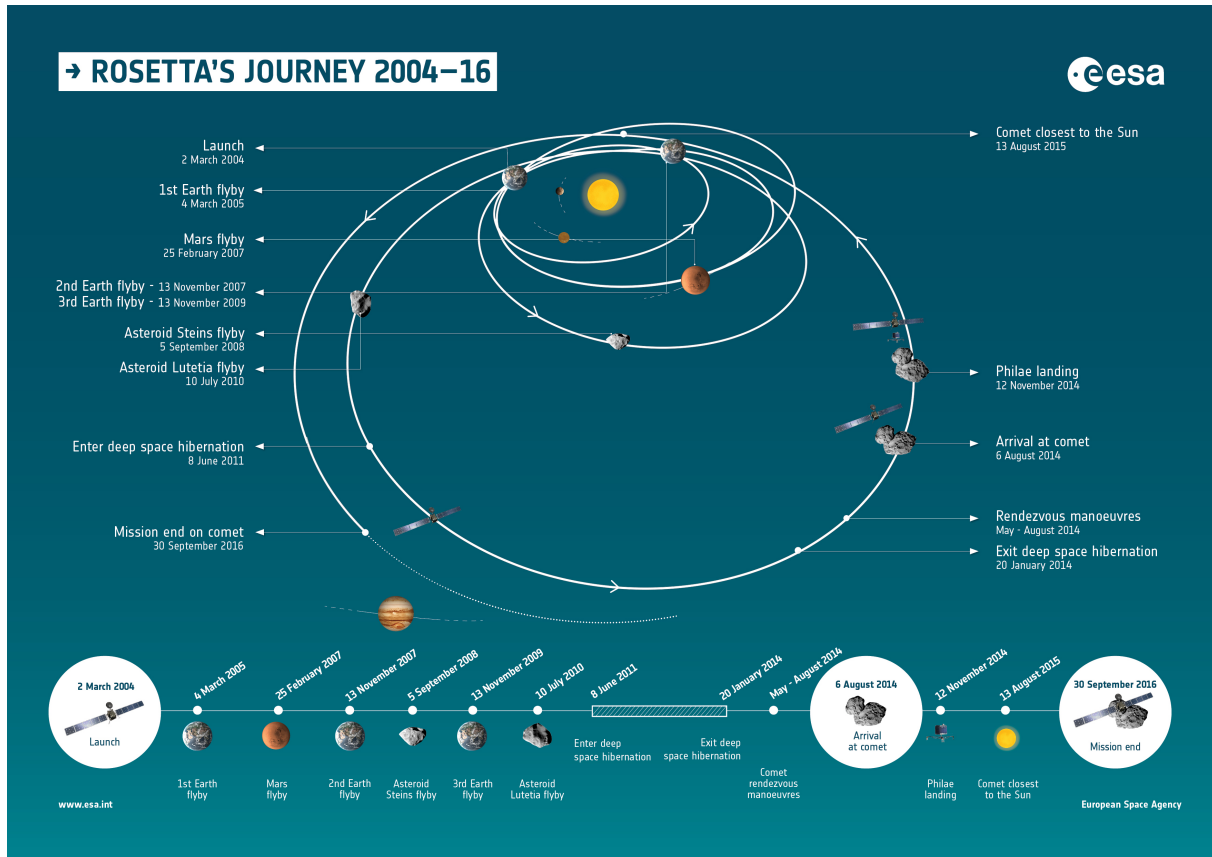 → ROSETTA'S JOURNEY 2004–16
eesa
Launch
2 March 2004
1st Earth flyby
4 March 2005
Mars flyby
25 February 2007
2nd Earth flyby - 13 November 2007
3rd Earth flyby - 13 November 2009
Asteroid Steins flyby
5 September 2008
Asteroid Lutetia flyby
10 July 2010
Enter deep space hibernation
8 June 2011
Mission end on comet
30 September 2016
Comet closest to the Sun
13 August 2015
Philae landing
12 November 2014
Arrival at comet
6 August 2014
Rendezvous manoeuvres
May - August 2014
Exit deep space hibernation
20 January 2014
2 March 2004
Launch
4 March 2005
1st Earth
flyby
25 February 2007
Mars
flyby
13 November 2007
2nd Earth
flyby
5 September 2008
Asteroid
Steins flyby
13 November 2009
3rd Earth
flyby
10 July 2010
Asteroid
Lutetia flyby
8 June 2011
Enter deep
space hibernation
20 January 2014
Exit deep
space hibernation
May - August 2014
Comet
rendezvous
manoeuvres
6 August 2014
Arrival
at comet
12 November 2014
Philae
landing
13 August 2015
Comet closest
to the Sun
30 September 2016
Mission end
www.esa.int
European Space Agency